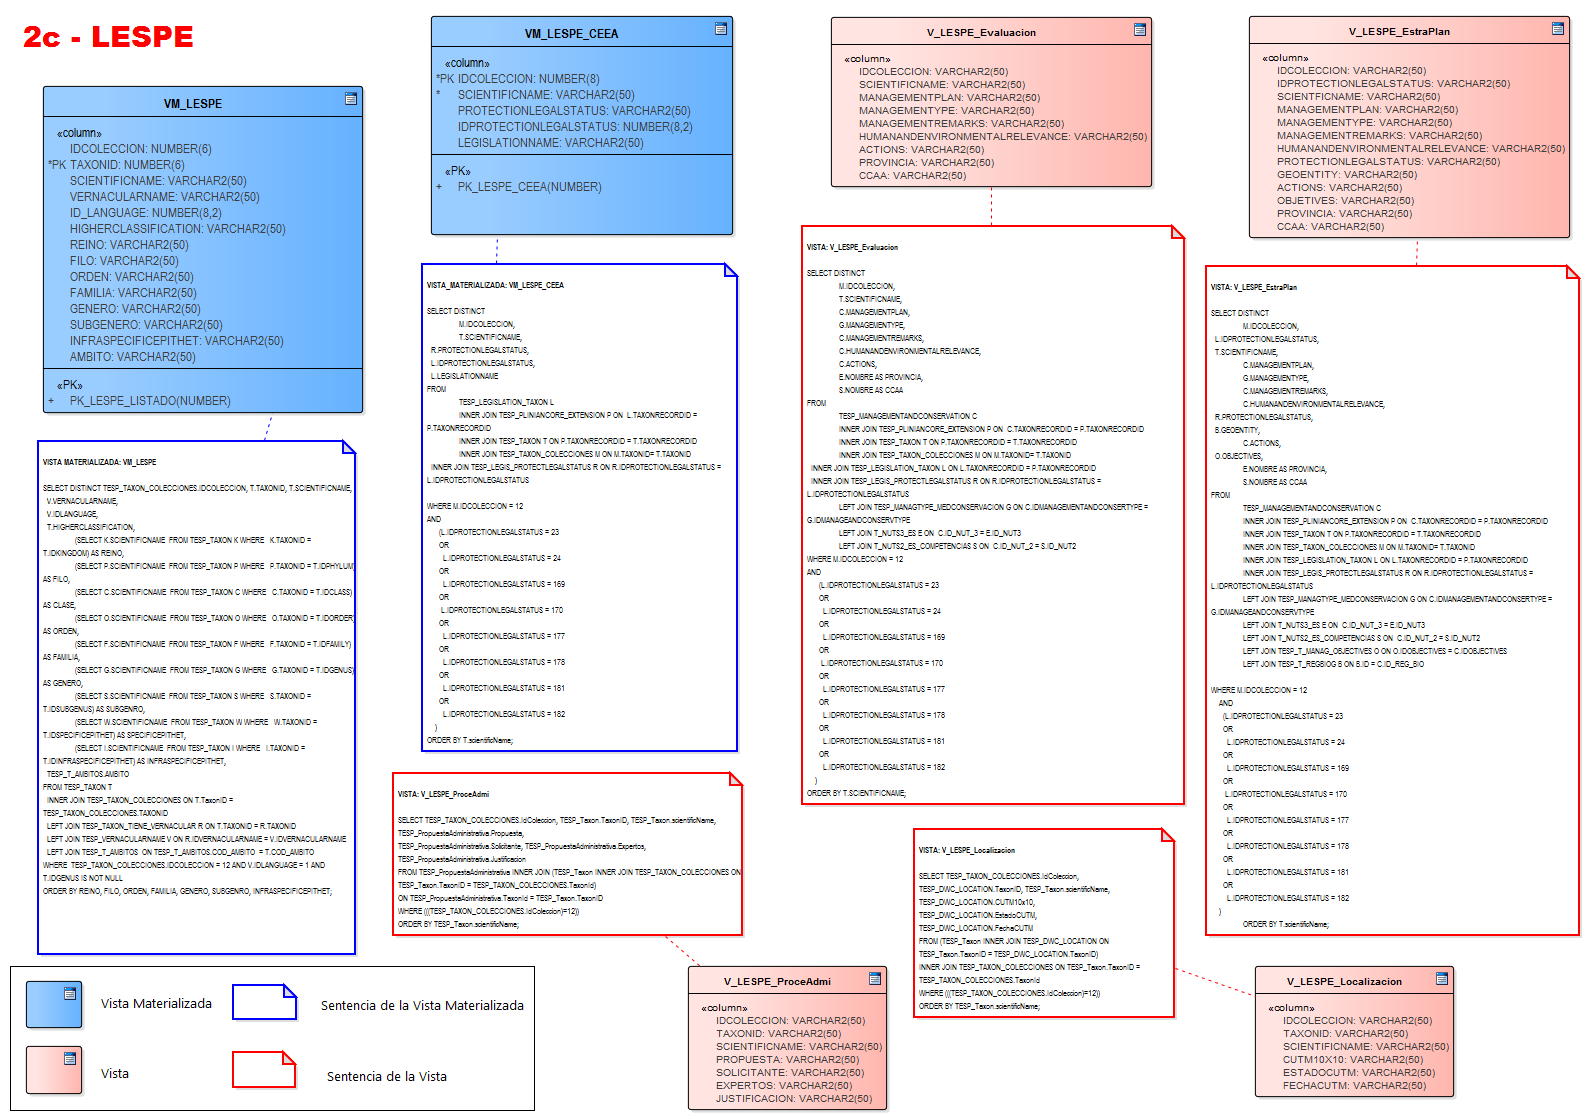 2c - LESPE
VM_LESPE
«column»
IDCOLECCION: NUMBER(6)
*PK TAXONID: NUMBER(6)
SCIENTIFICNAME: VARCHAR2(50)
VERNACULARNAME: VARCHAR2(50)
ID_LANGUAGE: NUMBER(8,2)
HIGHERCLASSIFICATION: VARCHAR2(50)
REINO: VARCHAR2(50)
FILO: VARCHAR2(50)
ORDEN: VARCHAR2(50)
FAMILIA: VARCHAR2(50)
GENERO: VARCHAR2(50)
SUBGENERO: VARCHAR2(50)
INFRASPECIFICEPITHET: VARCHAR2(50)
AMBITO: VARCHAR2(50)
«PK»
+ PK_LESPE_LISTADO(NUMBER)
VISTA MATERIALIZADA: VM_LESPE
SELECT DISTINCT TESP_TAXON_COLECCIONES.IDCOLECCION, T.TAXONID, T.SCIENTIFICNAME,
V.VERNACULARNAME,
V.IDLANGUAGE,
T.HIGHERCLASSIFICATION,
(SELECT K.SCIENTIFICNAME FROM TESP_TAXON K WHERE K.TAXONID =
T.IDKINGDOM) AS REINO,
(SELECT P.SCIENTIFICNAME FROM TESP_TAXON P WHERE P.TAXONID = T.IDPHYLUM)
AS FILO,
(SELECT C.SCIENTIFICNAME FROM TESP_TAXON C WHERE C.TAXONID = T.IDCLASS)
AS CLASE,
(SELECT O.SCIENTIFICNAME FROM TESP_TAXON O WHERE O.TAXONID = T.IDORDER)
AS ORDEN,
(SELECT F.SCIENTIFICNAME FROM TESP_TAXON F WHERE F.TAXONID = T.IDFAMILY)
AS FAMILIA,
(SELECT G.SCIENTIFICNAME FROM TESP_TAXON G WHERE G.TAXONID = T.IDGENUS)
AS GENERO,
(SELECT S.SCIENTIFICNAME FROM TESP_TAXON S WHERE S.TAXONID =
T.IDSUBGENUS) AS SUBGENRO,
(SELECT W.SCIENTIFICNAME FROM TESP_TAXON W WHERE W.TAXONID =
T.IDSPECIFICEPITHET) AS SPECIFICEPITHET,
(SELECT I.SCIENTIFICNAME FROM TESP_TAXON I WHERE I.TAXONID =
T.IDINFRASPECIFICEPITHET) AS INFRASPECIFICEPITHET,
TESP_T_AMBITOS.AMBITO
FROM TESP_TAXON T
INNER JOIN TESP_TAXON_COLECCIONES ON T.TaxonID =
TESP_TAXON_COLECCIONES.TAXONID
LEFT JOIN TESP_TAXON_TIENE_VERNACULAR R ON T.TAXONID = R.TAXONID
LEFT JOIN TESP_VERNACULARNAME V ON R.IDVERNACULARNAME = V.IDVERNACULARNAME
LEFT JOIN TESP_T_AMBITOS ON TESP_T_AMBITOS.COD_AMBITO = T.COD_AMBITO
WHERE TESP_TAXON_COLECCIONES.IDCOLECCION = 12 AND V.IDLANGUAGE = 1 AND
T.IDGENUS IS NOT NULL
ORDER BY REINO, FILO, ORDEN, FAMILIA, GENERO, SUBGENRO, INFRASPECIFICEPITHET;
VM_LESPE_CEEA
«column»
*PK IDCOLECCION: NUMBER(8)
* SCIENTIFICNAME: VARCHAR2(50)
PROTECTIONLEGALSTATUS: VARCHAR2(50)
IDPROTECTIONLEGALSTATUS: NUMBER(8,2)
LEGISLATIONNAME: VARCHAR2(50)
«PK»
+ PK_LESPE_CEEA(NUMBER)
VISTA_MATERIALIZADA: VM_LESPE_CEEA
SELECT DISTINCT
M.IDCOLECCION,
T.SCIENTIFICNAME,
R.PROTECTIONLEGALSTATUS,
L.IDPROTECTIONLEGALSTATUS,
L.LEGISLATIONNAME
FROM
TESP_LEGISLATION_TAXON L
INNER JOIN TESP_PLINIANCORE_EXTENSION P ON L.TAXONRECORDID =
P.TAXONRECORDID
INNER JOIN TESP_TAXON T ON P.TAXONRECORDID = T.TAXONRECORDID
INNER JOIN TESP_TAXON_COLECCIONES M ON M.TAXONID= T.TAXONID
INNER JOIN TESP_LEGIS_PROTECTLEGALSTATUS R ON R.IDPROTECTIONLEGALSTATUS =
L.IDPROTECTIONLEGALSTATUS
WHERE M.IDCOLECCION = 12
AND
(L.IDPROTECTIONLEGALSTATUS = 23
OR
L.IDPROTECTIONLEGALSTATUS = 24
OR
L.IDPROTECTIONLEGALSTATUS = 169
OR
L.IDPROTECTIONLEGALSTATUS = 170
OR
L.IDPROTECTIONLEGALSTATUS = 177
OR
L.IDPROTECTIONLEGALSTATUS = 178
OR
L.IDPROTECTIONLEGALSTATUS = 181
OR
L.IDPROTECTIONLEGALSTATUS = 182
)
ORDER BY T.scientificName;
V_LESPE_Evaluacion
«column»
IDCOLECCION: VARCHAR2(50)
SCIENTIFICNAME: VARCHAR2(50)
MANAGEMENTPLAN: VARCHAR2(50)
MANAGEMENTYPE: VARCHAR2(50)
MANAGEMENTREMARKS: VARCHAR2(50)
HUMANANDENVIRONMENTALRELEVANCE: VARCHAR2(50)
ACTIONS: VARCHAR2(50)
PROVINCIA: VARCHAR2(50)
CCAA: VARCHAR2(50)
VISTA: V_LESPE_Evaluacion
SELECT DISTINCT
M.IDCOLECCION,
T.SCIENTIFICNAME,
C.MANAGEMENTPLAN,
G.MANAGEMENTYPE,
C.MANAGEMENTREMARKS,
C.HUMANANDENVIRONMENTALRELEVANCE,
C.ACTIONS,
E.NOMBRE AS PROVINCIA,
S.NOMBRE AS CCAA
FROM
TESP_MANAGEMENTANDCONSERVATION C
INNER JOIN TESP_PLINIANCORE_EXTENSION P ON C.TAXONRECORDID = P.TAXONRECORDID
INNER JOIN TESP_TAXON T ON P.TAXONRECORDID = T.TAXONRECORDID
INNER JOIN TESP_TAXON_COLECCIONES M ON M.TAXONID= T.TAXONID
INNER JOIN TESP_LEGISLATION_TAXON L ON L.TAXONRECORDID = P.TAXONRECORDID
INNER JOIN TESP_LEGIS_PROTECTLEGALSTATUS R ON R.IDPROTECTIONLEGALSTATUS =
L.IDPROTECTIONLEGALSTATUS
LEFT JOIN TESP_MANAGTYPE_MEDCONSERVACION G ON C.IDMANAGEMENTANDCONSERTYPE =
G.IDMANAGEANDCONSERVTYPE
LEFT JOIN T_NUTS3_ES E ON C.ID_NUT_3 = E.ID_NUT3
LEFT JOIN T_NUTS2_ES_COMPETENCIAS S ON C.ID_NUT_2 = S.ID_NUT2
WHERE M.IDCOLECCION = 12
AND
(L.IDPROTECTIONLEGALSTATUS = 23
OR
L.IDPROTECTIONLEGALSTATUS = 24
OR
L.IDPROTECTIONLEGALSTATUS = 169
OR
L.IDPROTECTIONLEGALSTATUS = 170
OR
L.IDPROTECTIONLEGALSTATUS = 177
OR
L.IDPROTECTIONLEGALSTATUS = 178
OR
L.IDPROTECTIONLEGALSTATUS = 181
OR
L.IDPROTECTIONLEGALSTATUS = 182
)
ORDER BY T.SCIENTIFICNAME;
V_LESPE_EstraPlan
«column»
IDCOLECCION: VARCHAR2(50)
IDPROTECTIONLEGALSTATUS: VARCHAR2(50)
SCIENTFICNAME: VARCHAR2(50)
MANAGEMENTPLAN: VARCHAR2(50)
MANAGEMENTYPE: VARCHAR2(50)
MANAGEMENTREMARKS: VARCHAR2(50)
HUMANANDENVIRONMENTALRELEVANCE: VARCHAR2(50)
PROTECTIONLEGALSTATUS: VARCHAR2(50)
GEOENTITY: VARCHAR2(50)
ACTIONS: VARCHAR2(50)
OBJETIVES: VARCHAR2(50)
PROVINCIA: VARCHAR2(50)
CCAA: VARCHAR2(50)
VISTA: V_LESPE_EstraPlan
SELECT DISTINCT
M.IDCOLECCION,
L.IDPROTECTIONLEGALSTATUS,
T.SCIENTIFICNAME,
C.MANAGEMENTPLAN,
G.MANAGEMENTYPE,
C.MANAGEMENTREMARKS,
C.HUMANANDENVIRONMENTALRELEVANCE,
R.PROTECTIONLEGALSTATUS,
B.GEOENTITY,
C.ACTIONS,
O.OBJECTIVES,
E.NOMBRE AS PROVINCIA,
S.NOMBRE AS CCAA
FROM
TESP_MANAGEMENTANDCONSERVATION C
INNER JOIN TESP_PLINIANCORE_EXTENSION P ON C.TAXONRECORDID = P.TAXONRECORDID
INNER JOIN TESP_TAXON T ON P.TAXONRECORDID = T.TAXONRECORDID
INNER JOIN TESP_TAXON_COLECCIONES M ON M.TAXONID= T.TAXONID
INNER JOIN TESP_LEGISLATION_TAXON L ON L.TAXONRECORDID = P.TAXONRECORDID
INNER JOIN TESP_LEGIS_PROTECTLEGALSTATUS R ON R.IDPROTECTIONLEGALSTATUS =
L.IDPROTECTIONLEGALSTATUS
LEFT JOIN TESP_MANAGTYPE_MEDCONSERVACION G ON C.IDMANAGEMENTANDCONSERTYPE =
G.IDMANAGEANDCONSERVTYPE
LEFT JOIN T_NUTS3_ES E ON C.ID_NUT_3 = E.ID_NUT3
LEFT JOIN T_NUTS2_ES_COMPETENCIAS S ON C.ID_NUT_2 = S.ID_NUT2
LEFT JOIN TESP_T_MANAG_OBJECTIVES O ON O.IDOBJECTIVES = C.IDOBJECTIVES
LEFT JOIN TESP_T_REGBIOG B ON B.ID = C.ID_REG_BIO
WHERE M.IDCOLECCION = 12
AND
(L.IDPROTECTIONLEGALSTATUS = 23
OR
L.IDPROTECTIONLEGALSTATUS = 24
OR
L.IDPROTECTIONLEGALSTATUS = 169
OR
L.IDPROTECTIONLEGALSTATUS = 170
OR
L.IDPROTECTIONLEGALSTATUS = 177
OR
L.IDPROTECTIONLEGALSTATUS = 178
OR
L.IDPROTECTIONLEGALSTATUS = 181
OR
L.IDPROTECTIONLEGALSTATUS = 182
)
ORDER BY T.scientificName;
VISTA: V_LESPE_ProceAdmi
SELECT TESP_TAXON_COLECCIONES.IdColeccion, TESP_Taxon.TaxonID, TESP_Taxon.scientificName,
TESP_PropuestaAdministrativa.Propuesta,
TESP_PropuestaAdministrativa.Solicitante, TESP_PropuestaAdministrativa.Expertos,
TESP_PropuestaAdministrativa.Justificacion
FROM TESP_PropuestaAdministrativa INNER JOIN (TESP_Taxon INNER JOIN TESP_TAXON_COLECCIONES ON
TESP_Taxon.TaxonID = TESP_TAXON_COLECCIONES.TaxonId)
ON TESP_PropuestaAdministrativa.TaxonId = TESP_Taxon.TaxonID
WHERE (((TESP_TAXON_COLECCIONES.IdColeccion)=12))
ORDER BY TESP_Taxon.scientificName;
V_LESPE_ProceAdmi
«column»
IDCOLECCION: VARCHAR2(50)
TAXONID: VARCHAR2(50)
SCIENTIFICNAME: VARCHAR2(50)
PROPUESTA: VARCHAR2(50)
SOLICITANTE: VARCHAR2(50)
EXPERTOS: VARCHAR2(50)
JUSTIFICACION: VARCHAR2(50)
VISTA: V_LESPE_Localizacion
SELECT TESP_TAXON_COLECCIONES.IdColeccion,
TESP_DWC_LOCATION.TaxonID, TESP_Taxon.scientificName,
TESP_DWC_LOCATION.CUTM10x10,
TESP_DWC_LOCATION.EstadoCUTM,
TESP_DWC_LOCATION.FechaCUTM
FROM (TESP_Taxon INNER JOIN TESP_DWC_LOCATION ON
TESP_Taxon.TaxonID = TESP_DWC_LOCATION.TaxonID)
INNER JOIN TESP_TAXON_COLECCIONES ON TESP_Taxon.TaxonID =
TESP_TAXON_COLECCIONES.TaxonId
WHERE (((TESP_TAXON_COLECCIONES.IdColeccion)=12))
ORDER BY TESP_Taxon.scientificName;
V_LESPE_Localizacion
«column»
IDCOLECCION: VARCHAR2(50)
TAXONID: VARCHAR2(50)
SCIENTIFICNAME: VARCHAR2(50)
CUTM10X10: VARCHAR2(50)
ESTADOCUTM: VARCHAR2(50)
FECHACUTM: VARCHAR2(50)
Vista Materializada
Sentencia de la Vista Materializada
Vista
Sentencia de la Vista